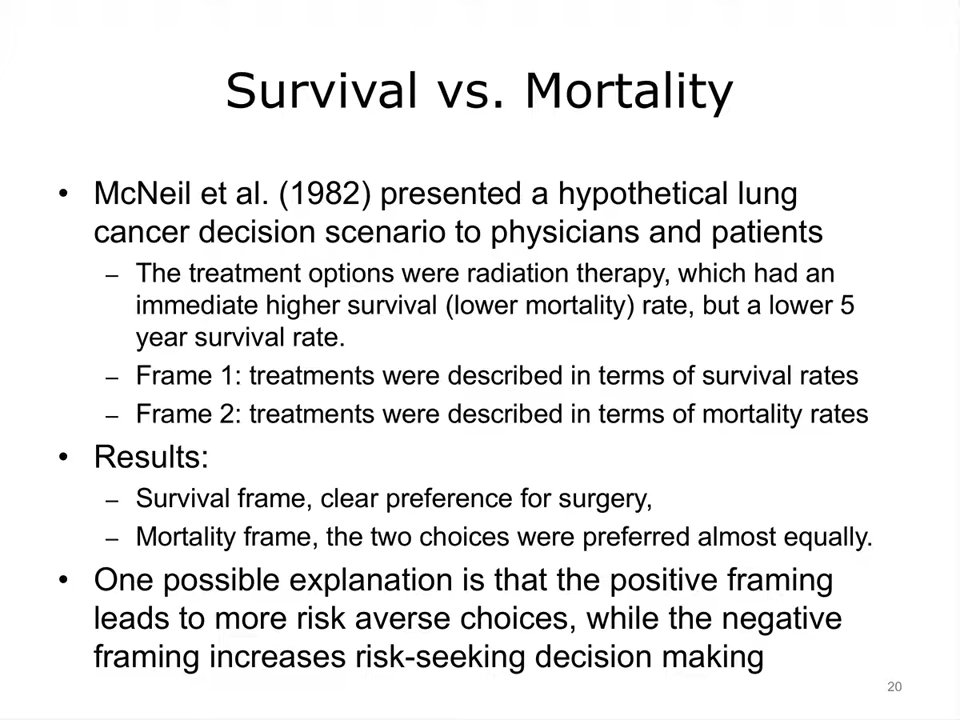 Survival vs. Mortality
• McNeil et al. (1982) presented a hypothetical lung
cancer decision scenario to physicians and patients
– The treatment options were radiation therapy, which had an
immediate higher survival (lower mortality) rate, but a lower 5
year survival rate.
– Frame 1: treatments were described in terms of survival rates
– Frame 2: treatments were described in terms of mortality rates
• Results:
– Survival frame, clear preference for surgery,
– Mortality frame, the two choices were preferred almost equally.
• One possible explanation is that the positive framing
leads to more risk averse choices, while the negative
framing increases risk-seeking decision making
20